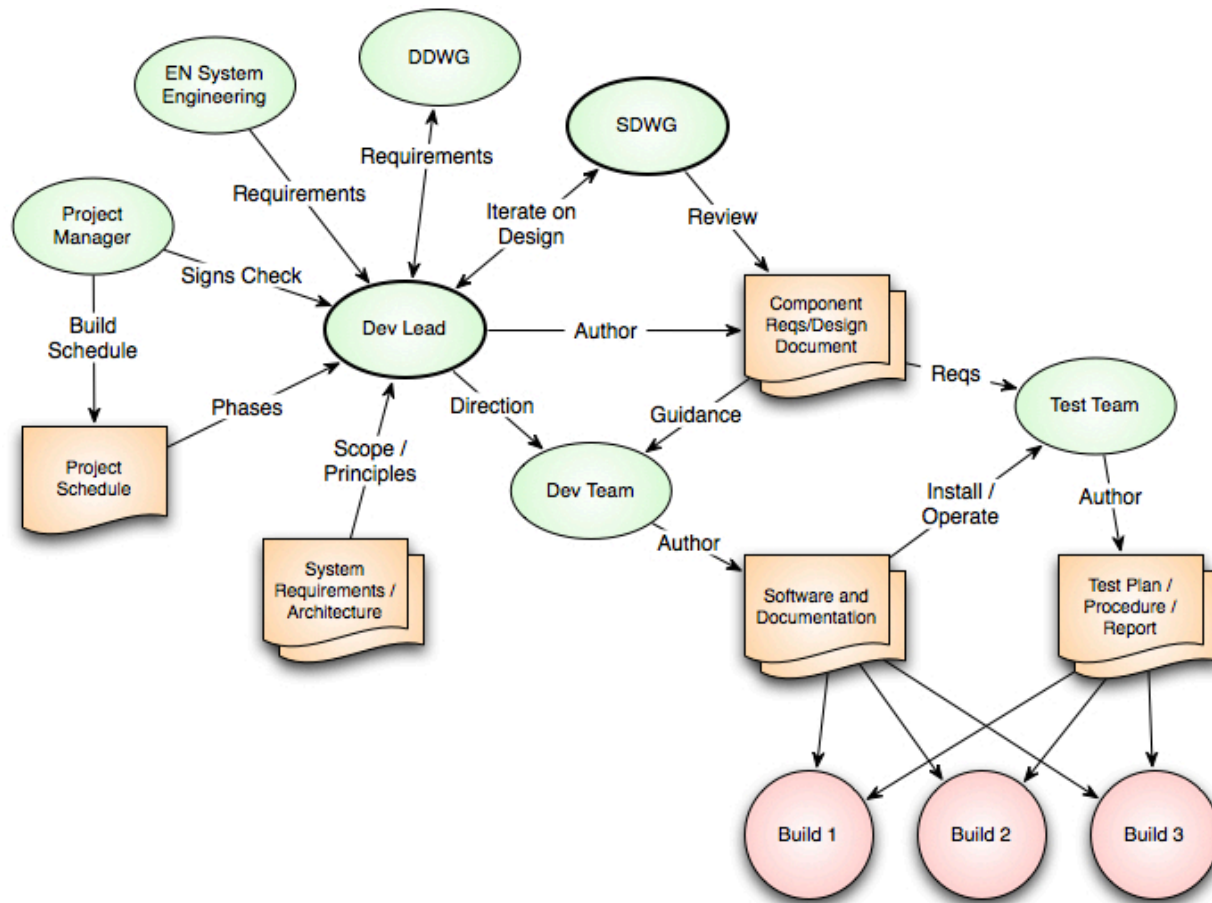 DDWG
EN System
Engineering
SDWG
Requirements
Requirements
Project
Manager
Iterate on
Design
Review
Signs Check
Component
Reqs/Design
Document
Build
Schedule
Dev Lead
Author
Reqs
Phases
Direction
Guidance
Test Team
Scope /
Principles
Project
Schedule
Dev Team
Install /
Operate
Author
Author
System
Requirements /
Architecture
Software and
Documentation
Test Plan /
Procedure /
Report
Build 1
Build 2
Build 3